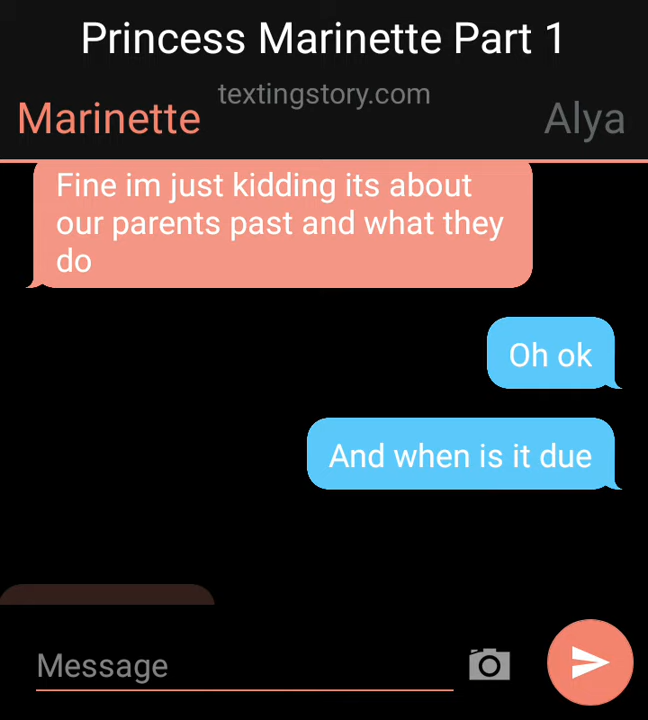 Princess Marinette Part 1
textingstory.com
Marinette
Alya
Fine im just kidding its about
our parents past and what they
do
Oh ok
And when is it due
Message